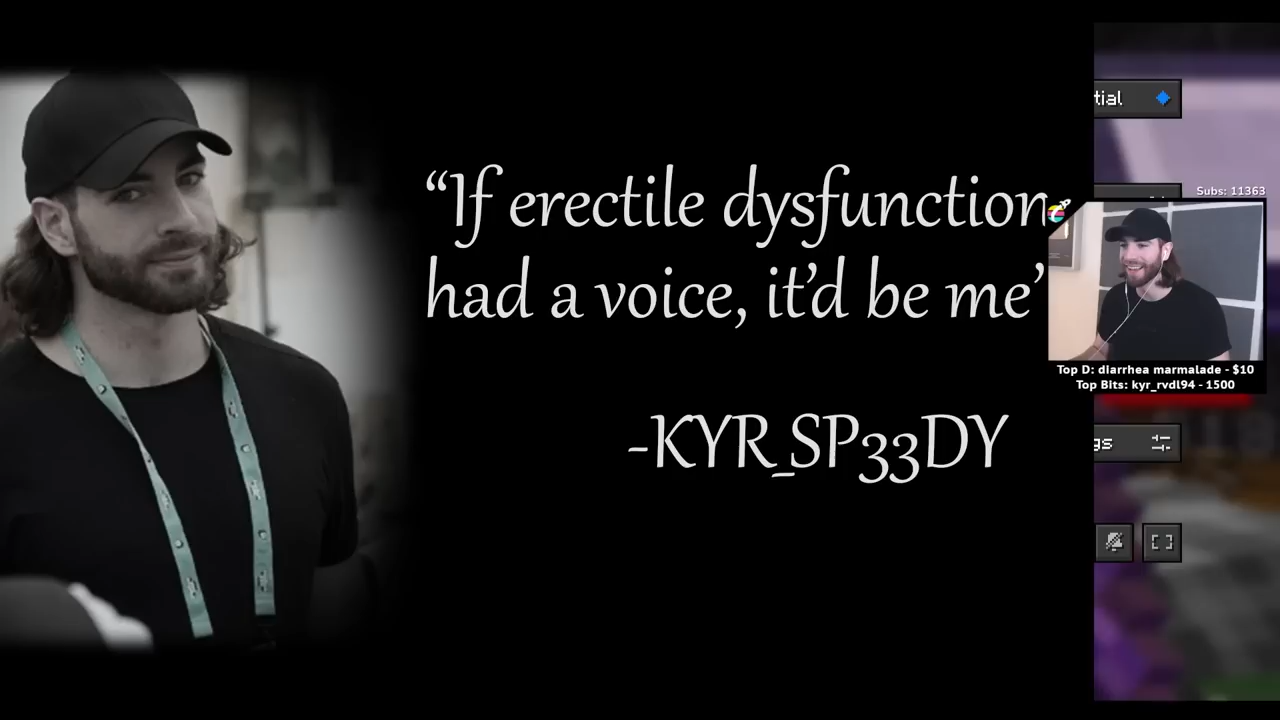 “If erectile dysfunction
had a voice, it’d be me’
-KYR_SP33DY
tial
Subs: 11363
Top D: diarrhea marmalade - $10
Top Bits: kyr_rvdl94 - 1500
gs